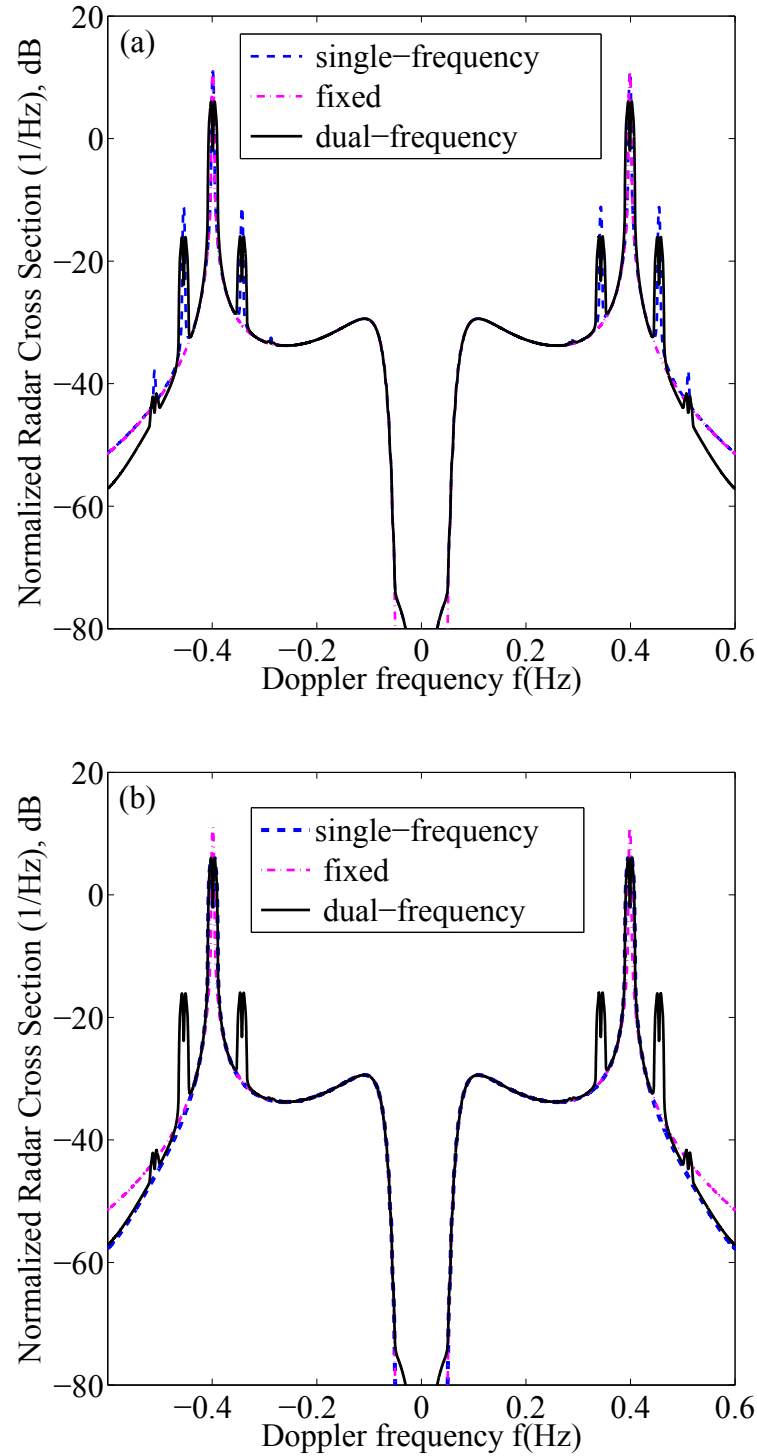 20
(a)
single−frequency
fixed
dual−frequency
10
0
−20
−40
−60
−80
−0.4
−0.2
0
0.2
0.4
0.6
Normalized Radar Cross Section (1/Hz), dB
Doppler frequency f(Hz)
20
(b)
single−frequency
fixed
dual−frequency
0
−20
−40
−60
−80
−0.4
−0.2
0
0.2
0.4
0.6
Normalized Radar Cross Section (1/Hz), dB
Doppler frequency f(Hz)